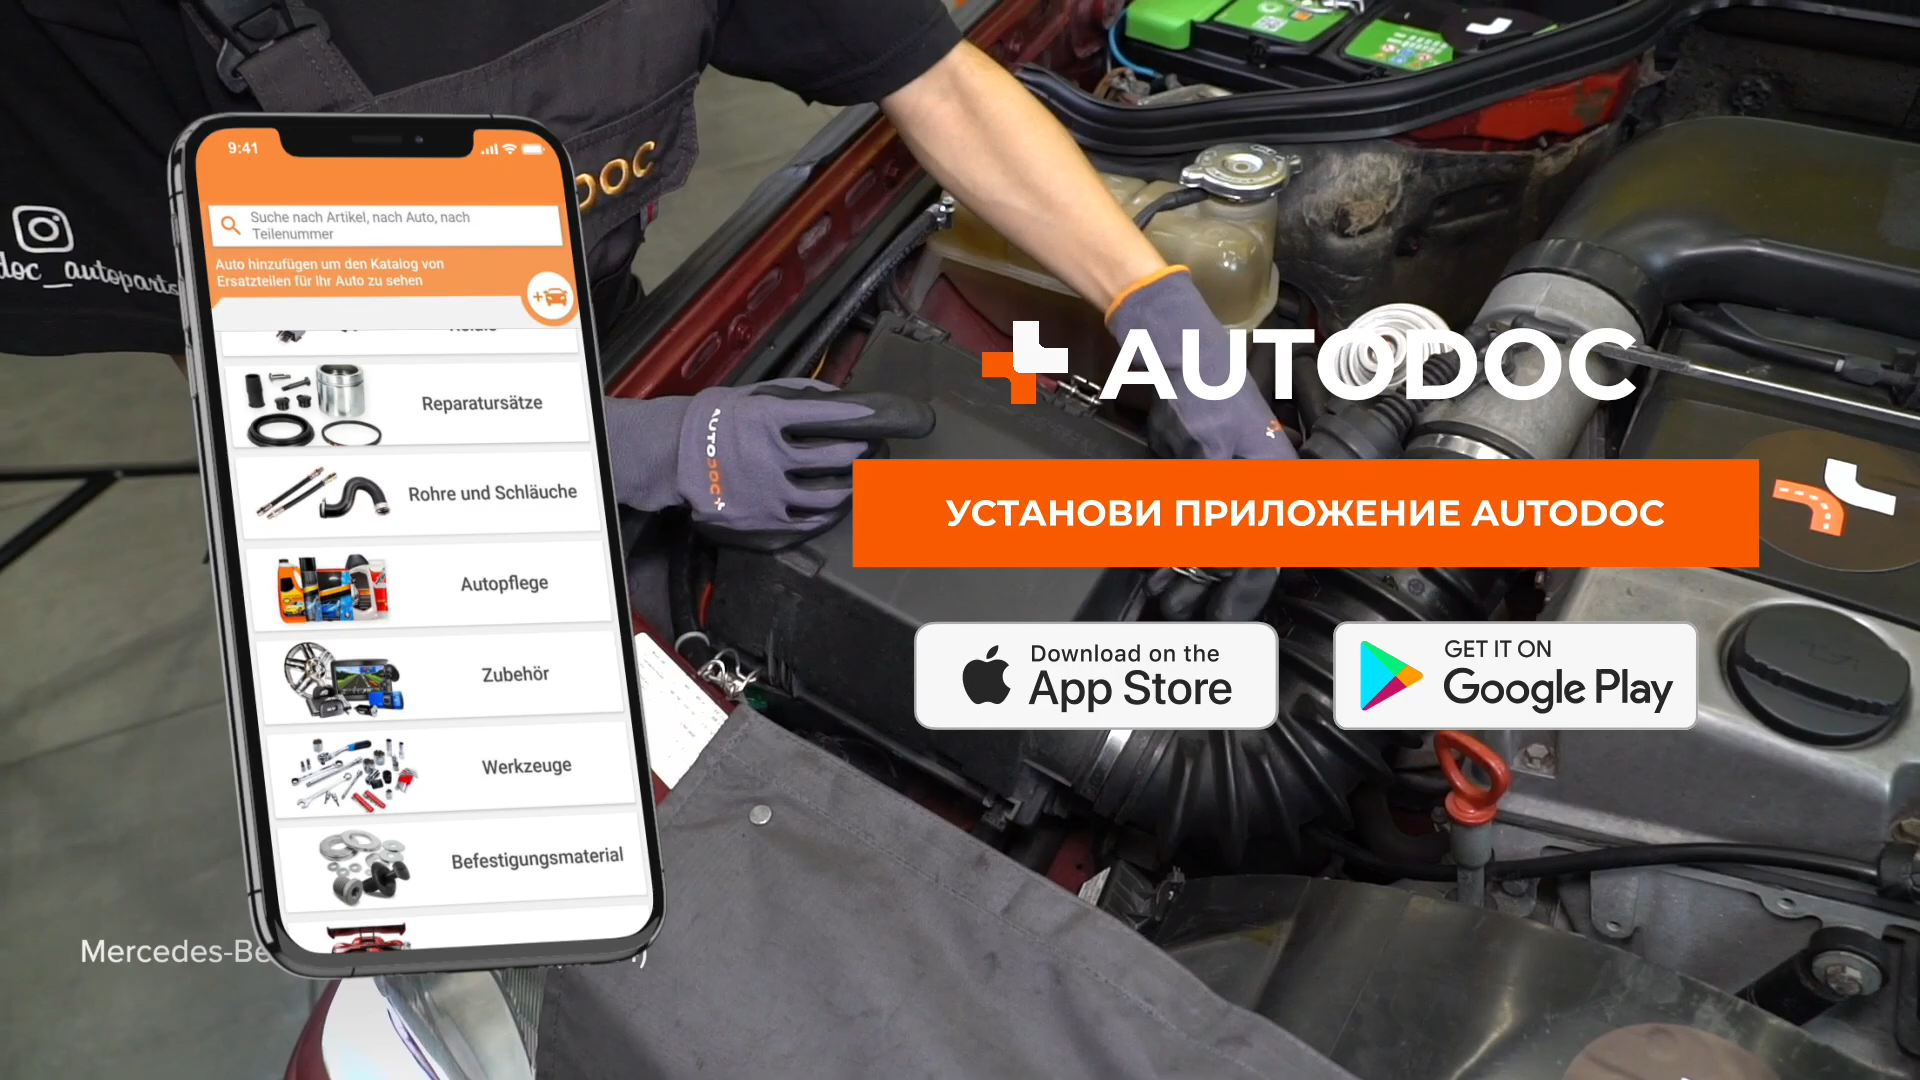 9:41
Suche nach Artikel, nach Auto, nach
Teilenummer
Auto hinzufügen um den Katalog von
Ersatzteilen für Ihr Auto zu sehen
Reparatursätze
Rohre und Schläuche
Autopflege
Zubehör
Werkzeuge
Befestigungsmaterial
AUTODOC
AUTODOC
УСТАНОВИ ПРИЛОЖЕНИЕ AUTODOC
Download on the
App Store
GET IT ON
Google Play